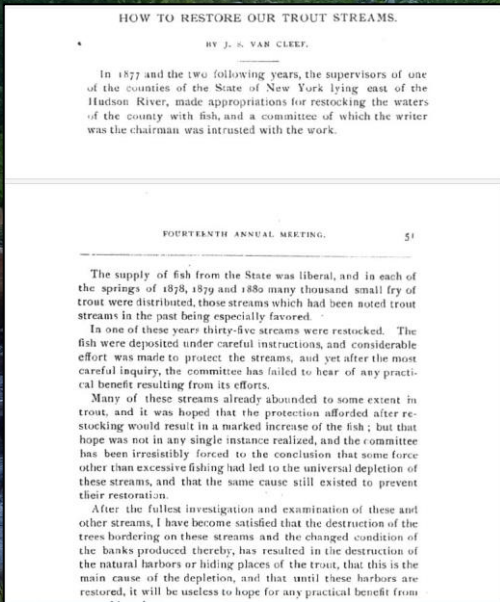 HOW TO RESTORE OUR TROUT STREAMS.
BY J. S. VAN CLEEF.
In 1877 and the two following years, the supervisors of one
of the counties of the State of New York lying east of the
Hudson River, made appropriations for restocking the waters
of the county with fish, and a committee of which the writer
was the chairman was intrusted with the work.
FOURTEENTH ANNUAL MEETING. 51
The supply of fish from the State was liberal, and in each of
the springs of 1878, 1879 and 1880 many thousand small fry of
trout were distributed, those streams which had been noted trout
streams in the past being especially favored.
In one of these years thirty-five streams were restocked. The
fish were deposited under careful instructions, and considerable
effort was made to protect the streams, and yet after the most
careful inquiry, the committee has failed to hear of any practi-
cal benefit resulting from its efforts.
Many of these streams already abounded to some extent in
trout, and it was hoped that the protection afforded after re-
stocking would result in a marked increase of the fish ; but that
hope was not in any single instance realized, and the committee
has been irresistibly forced to the conclusion that some force
other than excessive fishing had led to the universal depletion of
these streams, and that the same cause still existed to prevent
their restoration.
After the fullest investigation and examination of these and
other streams, I have become satisfied that the destruction of the
trees bordering on these streams and the changed condition of
the banks produced thereby, has resulted in the destruction of
the natural harbors or hiding places of the trout, that this is the
main cause of the depletion, and that until these harbors are
restored, it will be useless to hope for any practical benefit from